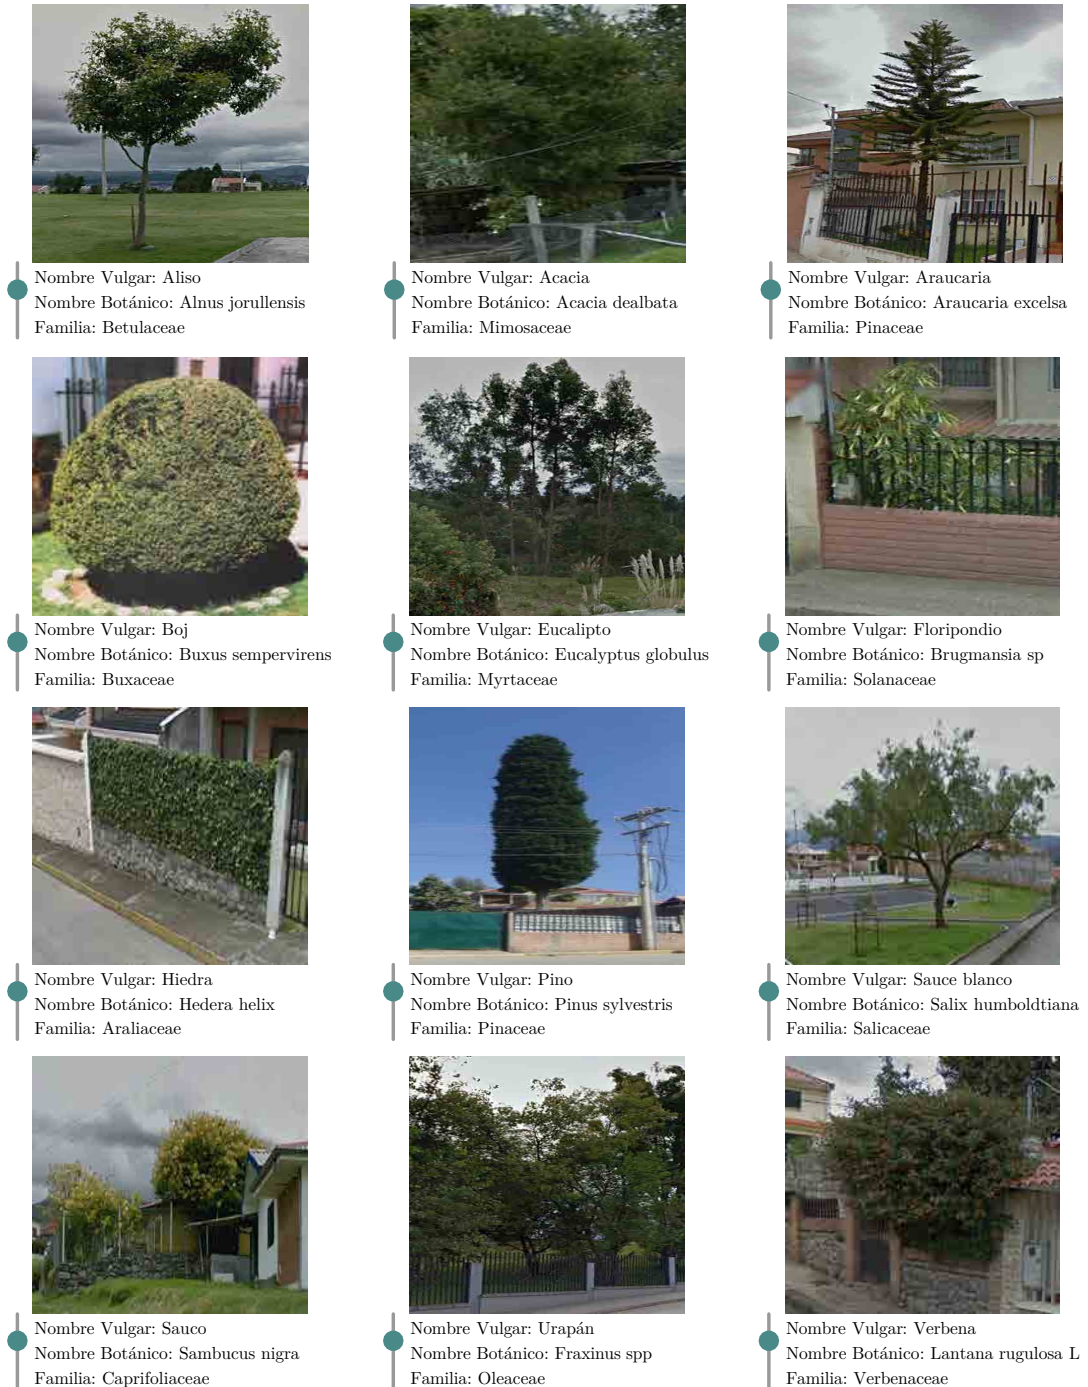 Nombre Vulgar: Aliso
Nombre Botánico: Alnus jorullensis
Familia: Betulaceae
Nombre Vulgar: Acacia
Nombre Botánico: Acacia dealbata
Familia: Mimosaceae
Nombre Vulgar: Araucaria
Nombre Botánico: Araucaria excelsa
Familia: Pinaceae
Nombre Vulgar: Boj
Nombre Botánico: Buxus sempervirens
Familia: Buxaceae
Nombre Vulgar: Eucalipto
Nombre Botánico: Eucalyptus globulus
Familia: Myrtaceae
Nombre Vulgar: Floripondio
Nombre Botánico: Brugmansia sp
Familia: Solanaceae
Nombre Vulgar: Hiedra
Nombre Botánico: Hedera helix
Familia: Araliaceae
Nombre Vulgar: Pino
Nombre Botánico: Pinus sylvestris
Familia: Pinaceae
Nombre Vulgar: Sauce blanco
Nombre Botánico: Salix humboldtiana
Familia: Salicaceae
Nombre Vulgar: Sauco
Nombre Botánico: Sambucus nigra
Familia: Caprifoliaceae
Nombre Vulgar: Urapán
Nombre Botánico: Fraxinus spp
Familia: Oleaceae
Nombre Vulgar: Verbena
Nombre Botánico: Lantana rugulosa L
Familia: Verbenaceae